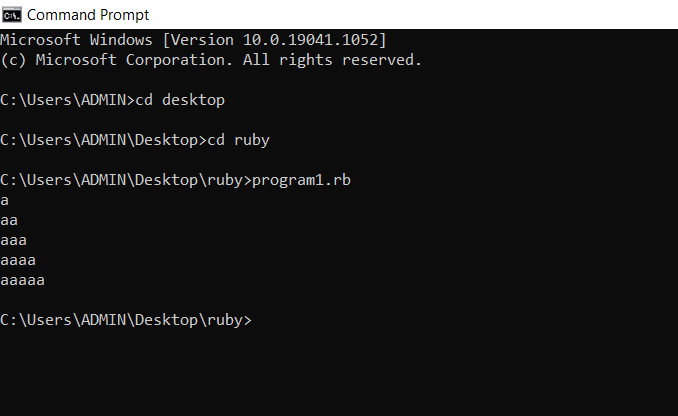 Command Prompt
Microsoft Windows [Version 10.0.19041.1052]
(c) Microsoft Corporation. All rights reserved.
C:\Users\ADMIN>cd desktop
C:\Users\ADMIN\Desktop>cd ruby
C:\Users\ADMIN\Desktop\ruby>program1.rb
a
aa
aaa
aaaa
aaaaa
C:\Users\ADMIN\Desktop\ruby>